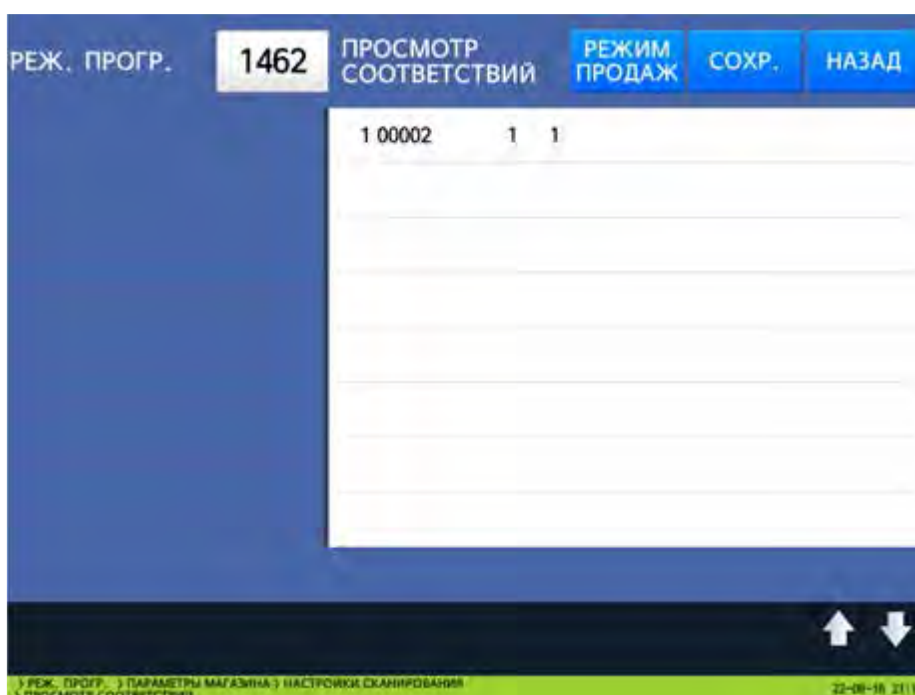 РЕЖ. ПРОГР.
1462
ПРОСМОТР
СООТВЕТСТВИЙ
РЕЖИМ
ПРОДАЖ
СОХР.
НАЗАД
1 00002 1 1
> РЕЖ. ПРОГР. > ПАРАМЕТРЫ МАГАЗИНА > НАСТРОЙКИ СКАНИРОВАНИЯ
> ПРОСМОТР СООТВЕТСТВИЙ
22-08-18